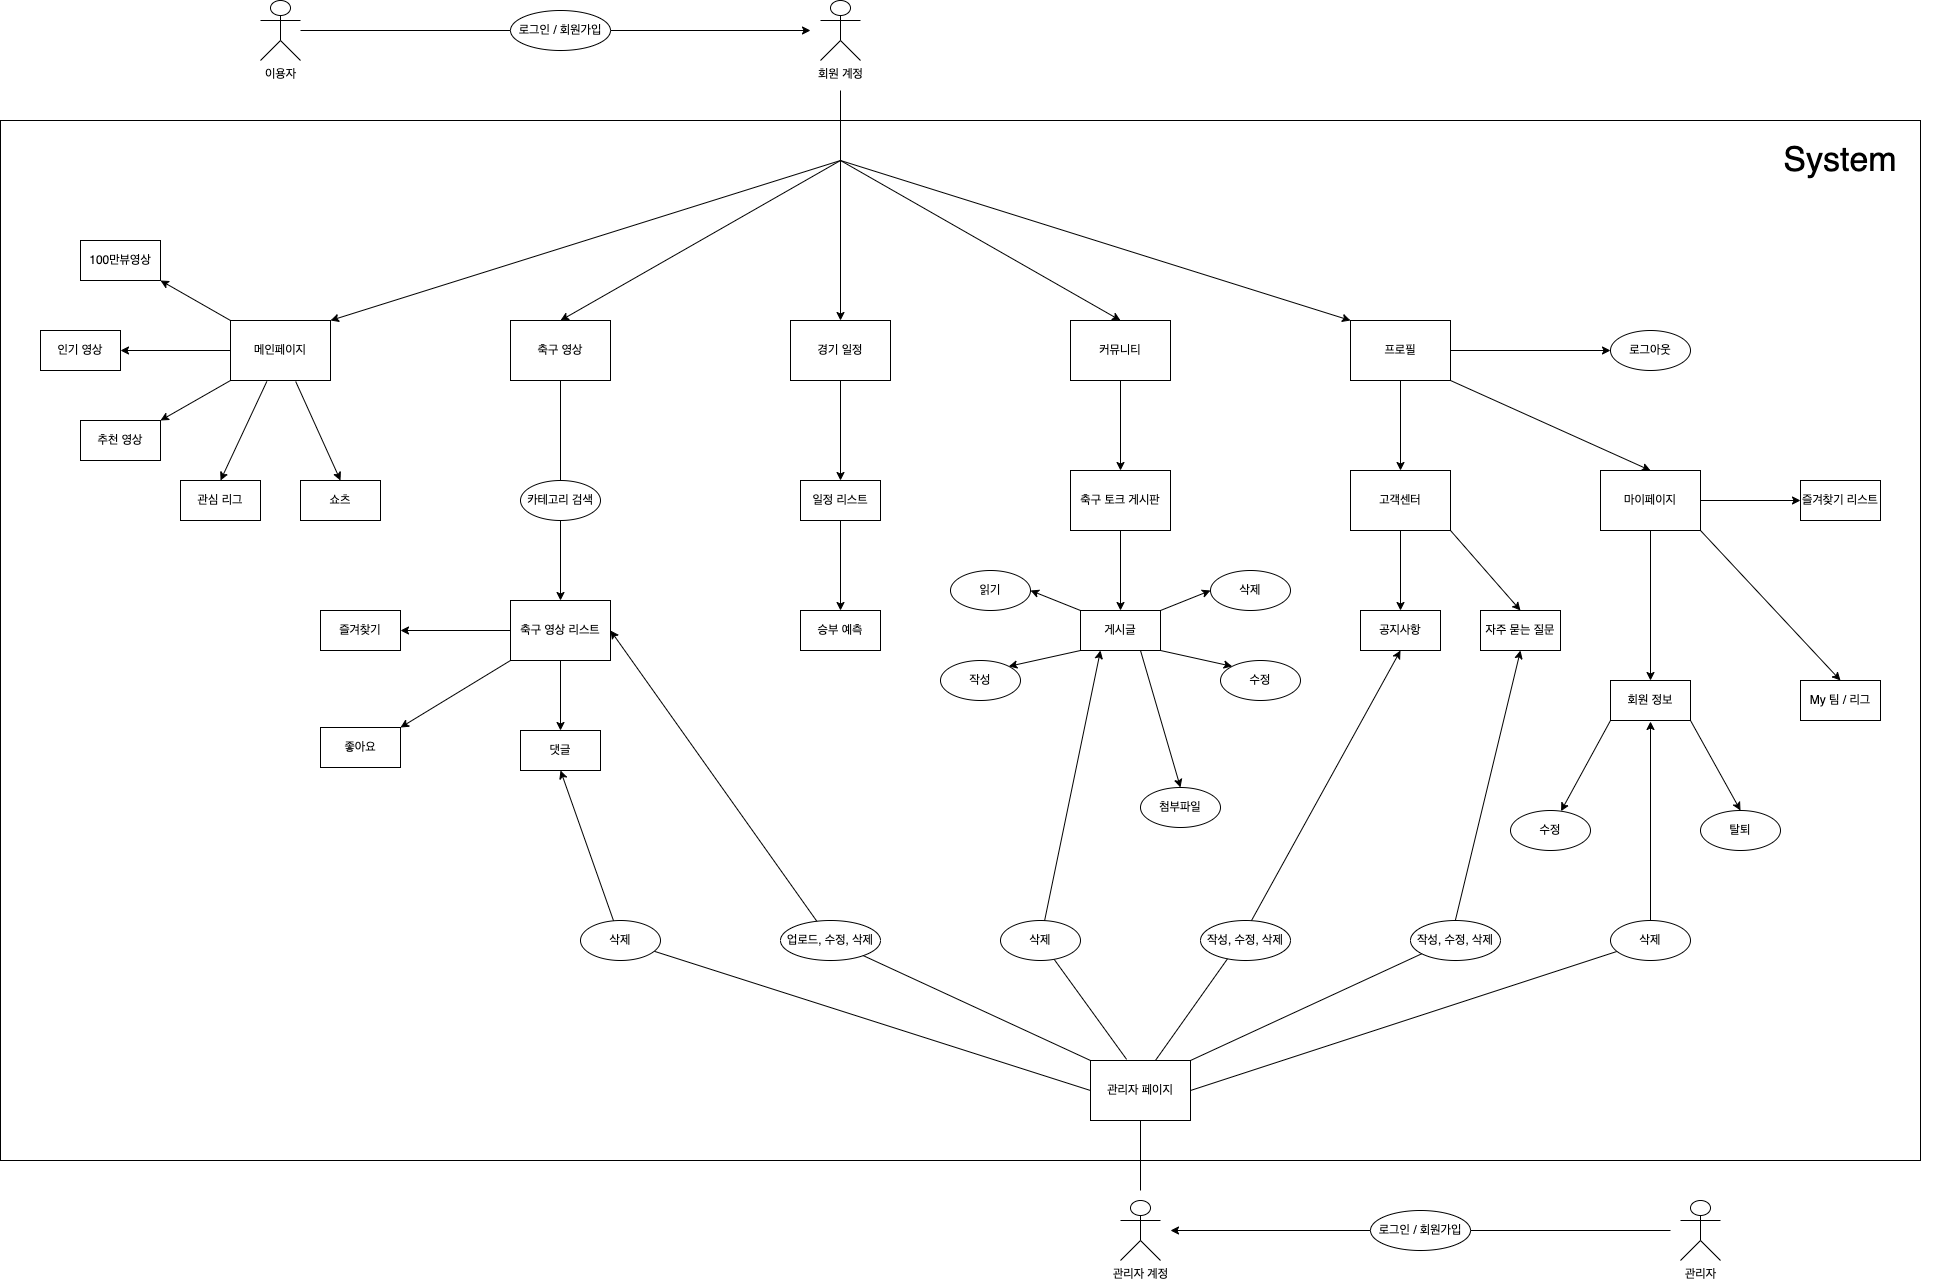 로그인 / 회원가입
이용자
회원 계정
System
100만뷰영상
인기 영상
메인페이지
축구 영상
경기 일정
커뮤니티
프로필
로그아웃
추천 영상
관심 리그
쇼츠
카테고리 검색
일정 리스트
축구 토크 게시판
고객센터
마이페이지
즐겨찾기 리스트
읽기
삭제
즐겨찾기
축구 영상 리스트
승부 예측
게시글
공지사항
자주 묻는 질문
작성
수정
회원 정보
My 팀 / 리그
좋아요
댓글
첨부파일
수정
탈퇴
삭제
업로드, 수정, 삭제
삭제
작성, 수정, 삭제
작성, 수정, 삭제
삭제
관리자 페이지
로그인 / 회원가입
관리자 계정
관리자